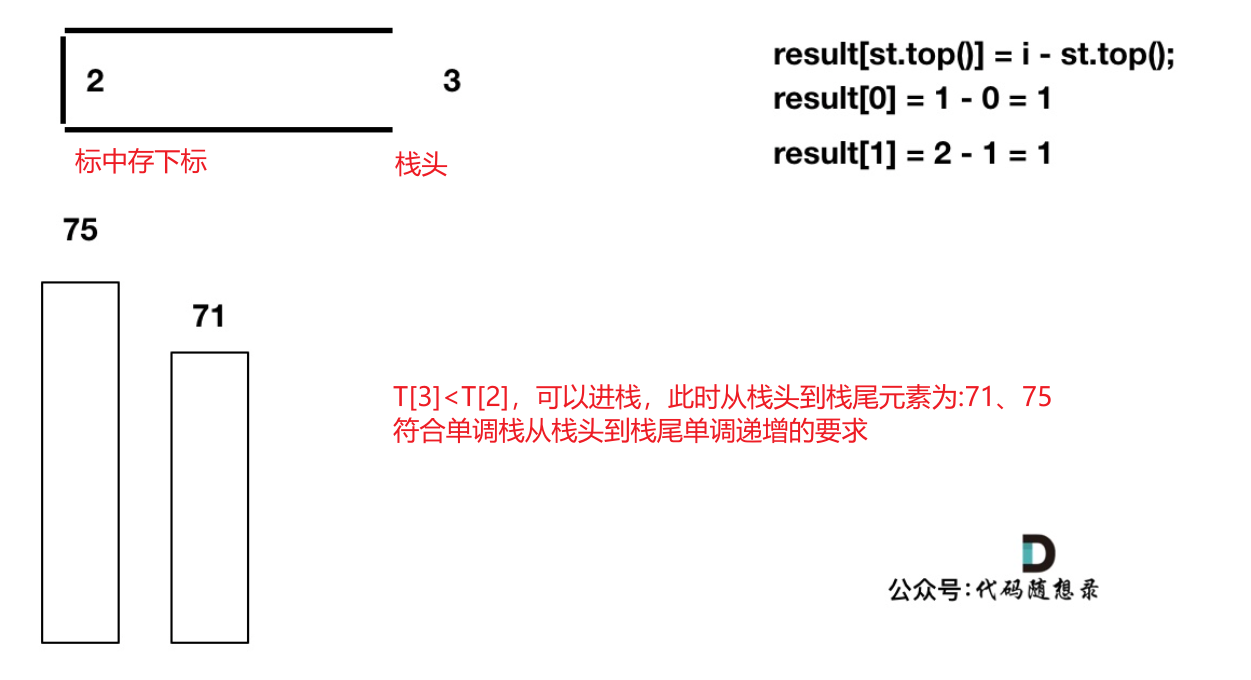 2
3
result[st.top()] = i - st.top();
result[0] = 1 - 0 = 1
result[1] = 2 - 1 = 1
标中存下标
栈头
75
71
T[3]<T[2]，可以进栈，此时从栈头到栈尾元素为:71、75
符合单调栈从栈头到栈尾单调递增的要求
D
公众号:代码随想录